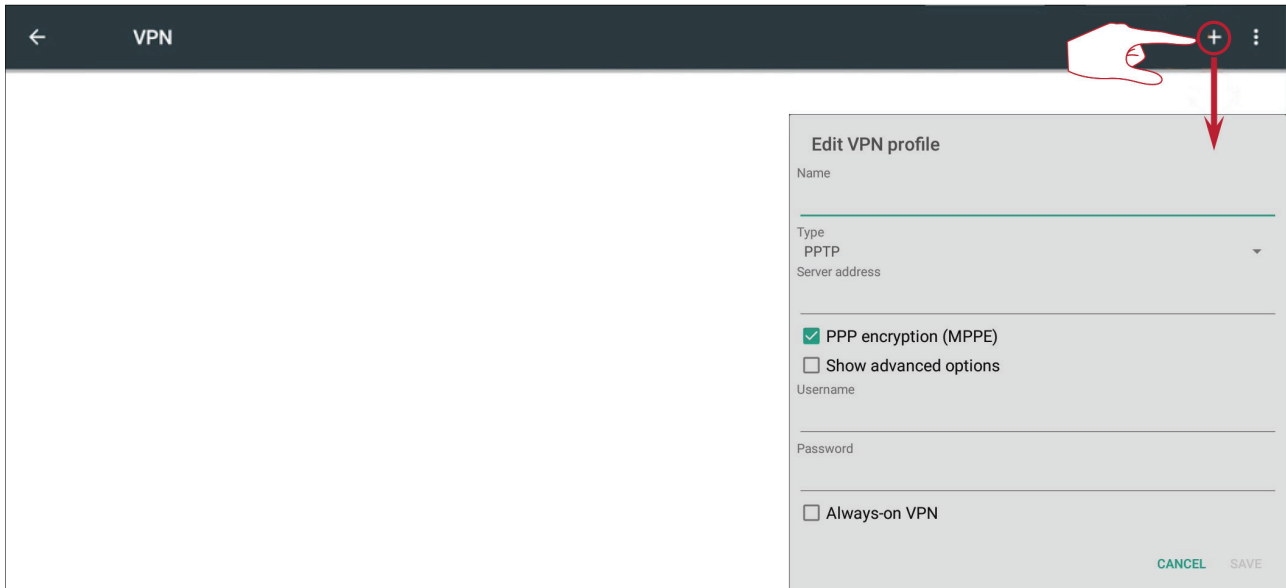 VPN
Edit VPN profile
Name
Type
PPTP
Server address
PPP encryption (MPPE)
Show advanced options
Username
Password
Always-on VPN
CANCEL SAVE